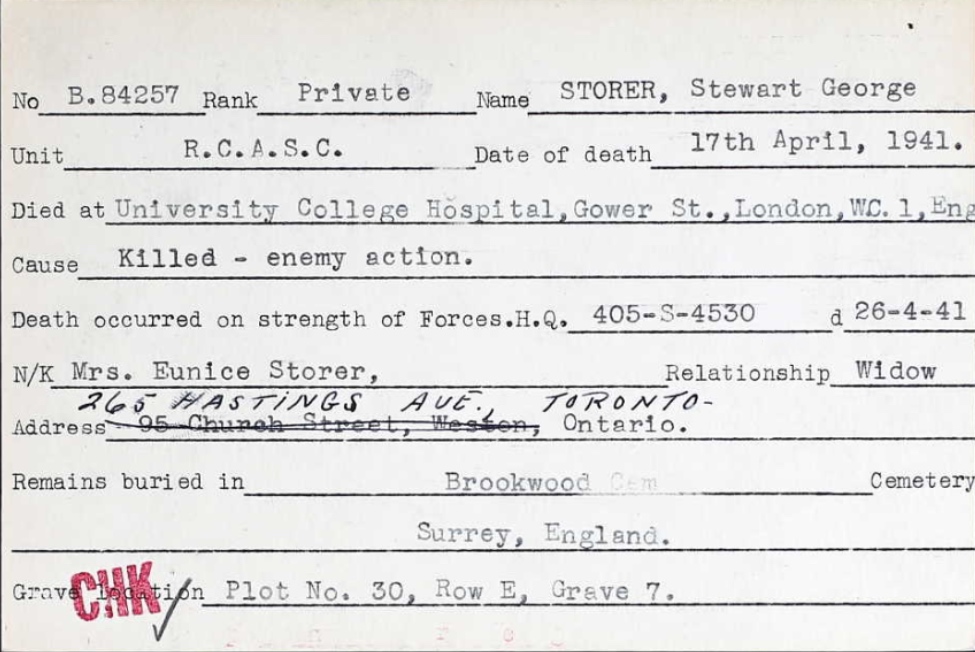 No B.84257 Rank Private Name STORER, Stewart George
Unit R.C.A.S.C. Date of death 17th April, 1941.
Died at University College Hospital,Gower St.,London,W.C.1,Eng
Cause Killed - enemy action.
Death occurred on strength of Forces.H.Q. 405-S-4530 d 26-4-41
N/K Mrs. Eunice Storer, Relationship Widow
265 HASTINGS AVE., TORONTO-
Address 95 Church Street, Weston, Ontario.
Remains buried in Brookwood Cem Cemetery
Surrey, England.
Grave location Plot No. 30, Row E, Grave 7.
CHK